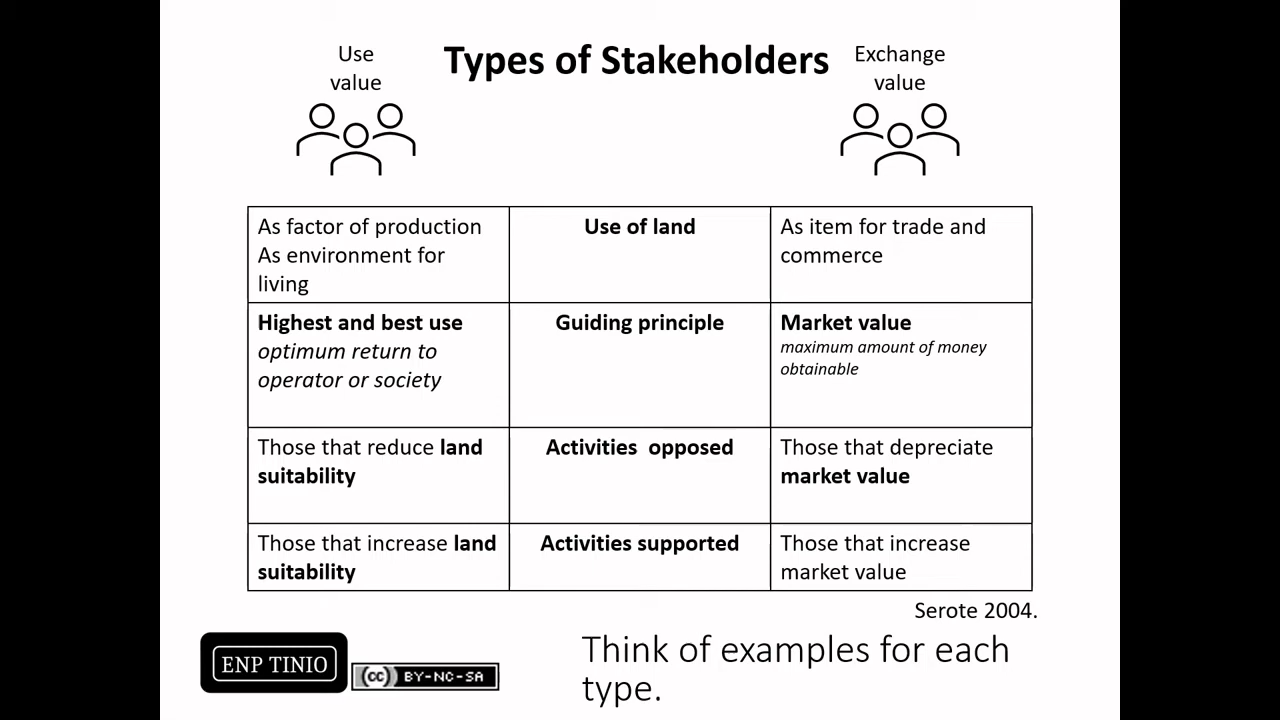 Use
value
Types of Stakeholders
Exchange
value
As factor of production
As environment for
living
Use of land
As item for trade and
commerce
Highest and best use
optimum return to
operator or society
Guiding principle
Market value
maximum amount of money
obtainable
Those that reduce land
suitability
Activities  opposed
Those that depreciate
market value
Those that increase land
suitability
Activities supported
Those that increase
market value
Serote 2004.
ENP TINIO
cc BY-NC-SA
Think of examples for each
type.